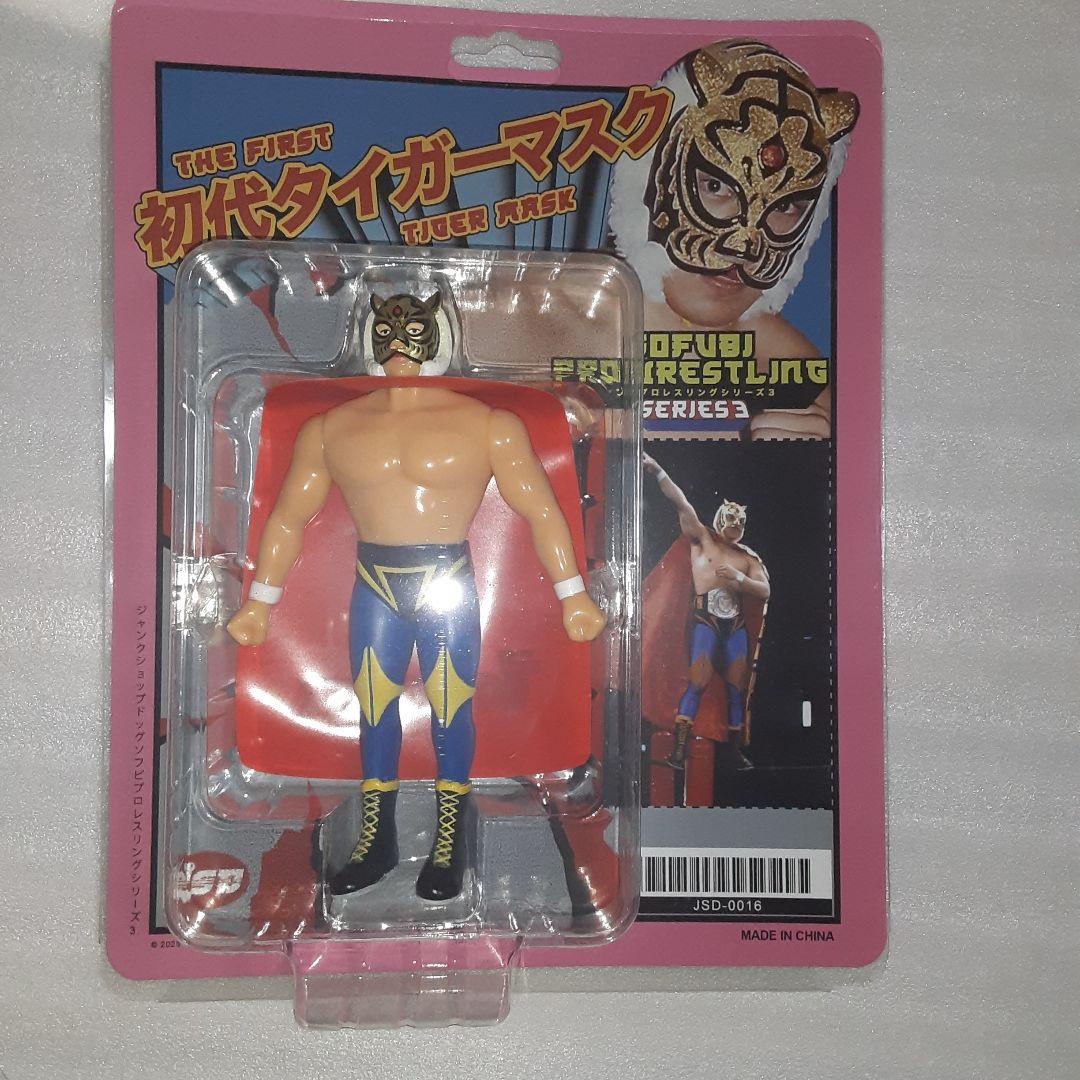 THE FIRST
初代タイガーマスク
TIGER MASK
SOFUBI
PRO WRESTLING
プロレスリングシリーズ3
SERIES 3
ジャンクショップドッグソフビプロレスリングシリーズ3
JSD
JSD-0016
MADE IN CHINA